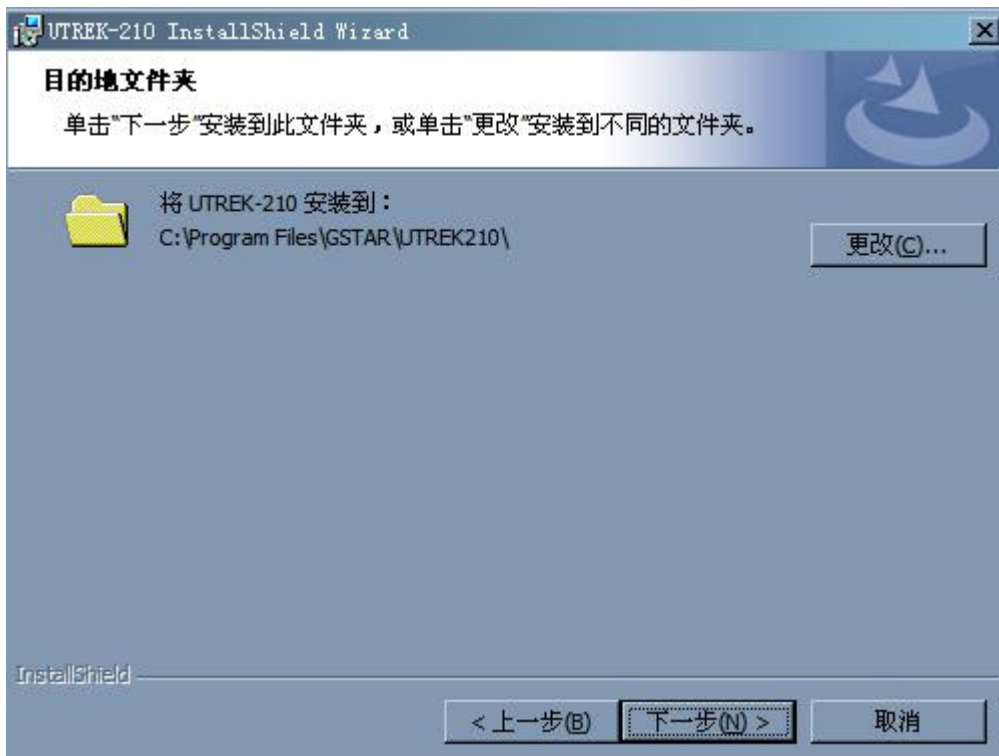 UTREK-210 InstallShield Wizard
目的地文件夹
单击"下一步"安装到此文件夹，或单击"更改"安装到不同的文件夹。
将 UTREK-210 安装到：
C:\Program Files\GSTAR\UTREK210\
更改(C)...
InstallShield
< 上一步(B)
下一步(N) >
取消